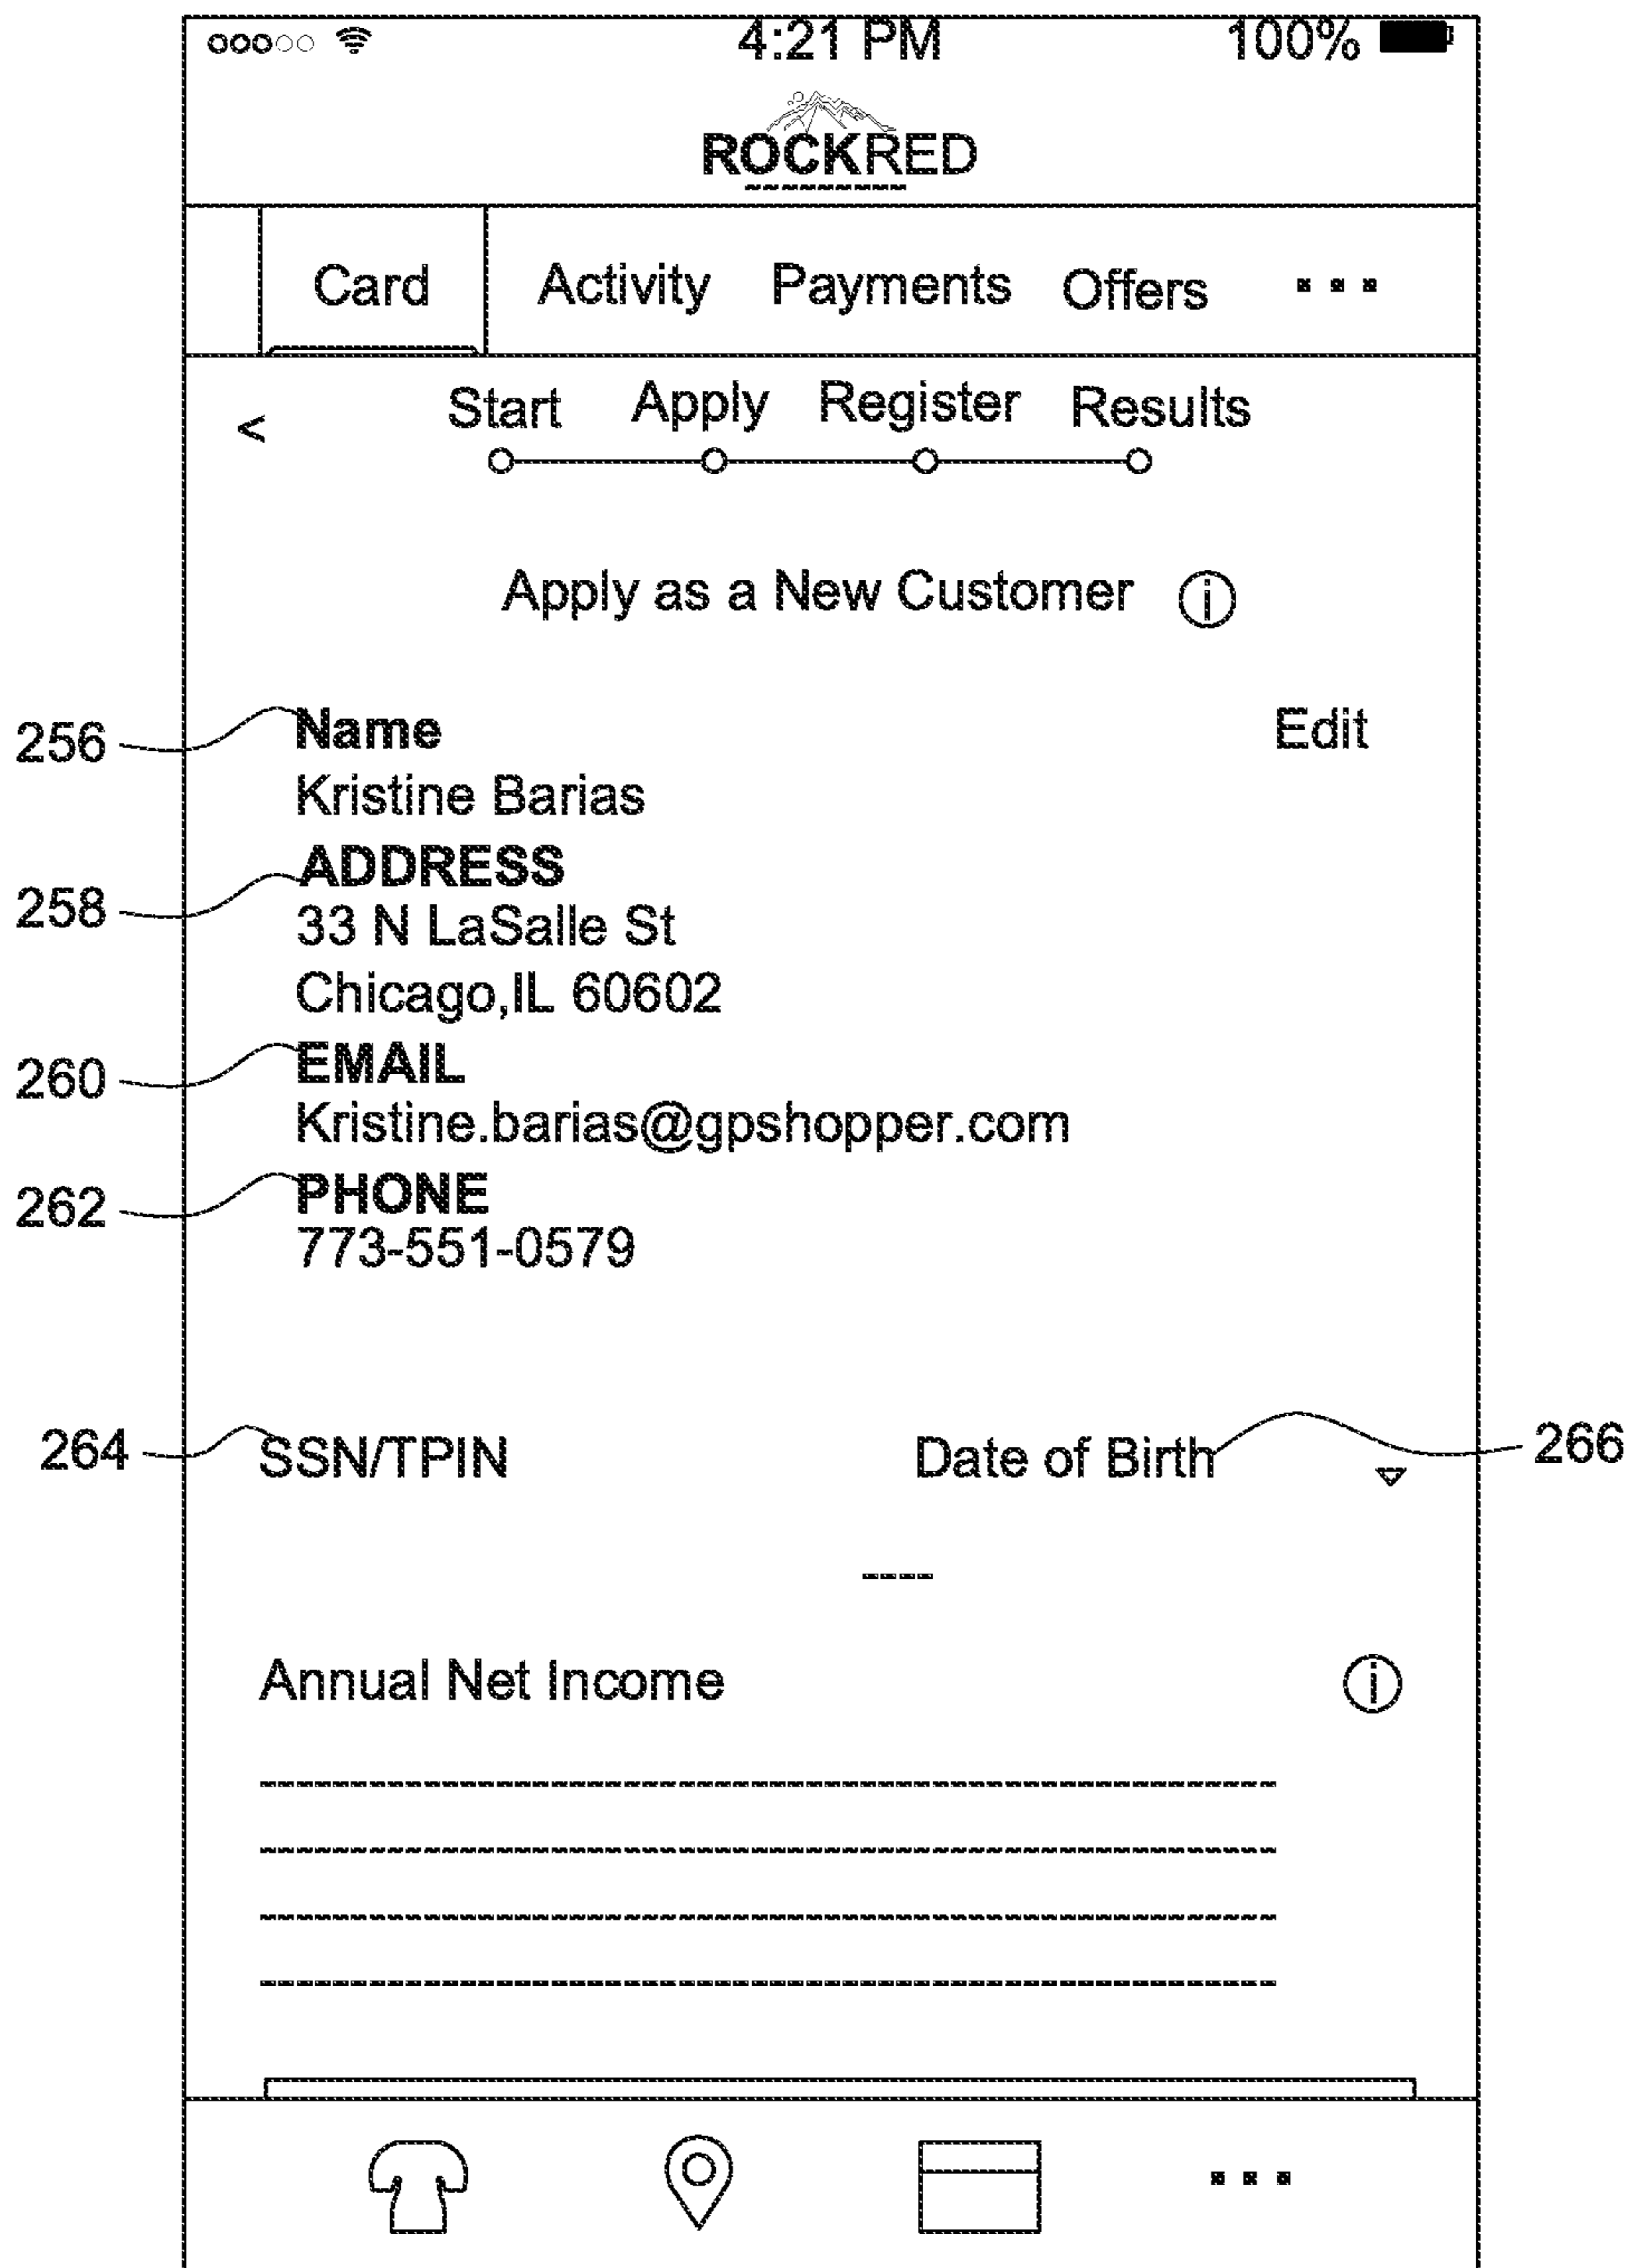 4:21 PM 100%
ROCKRED
Card Activity Payments Offers ...
< Start Apply Register Results
Apply as a New Customer i
256 Name Edit
Kristine Barias
258 ADDRESS
33 N LaSalle St
Chicago,IL 60602
260 EMAIL
Kristine.barias@gpshopper.com
262 PHONE
773-551-0579
264 SSN/TPIN Date of Birth 266
Annual Net Income i
...